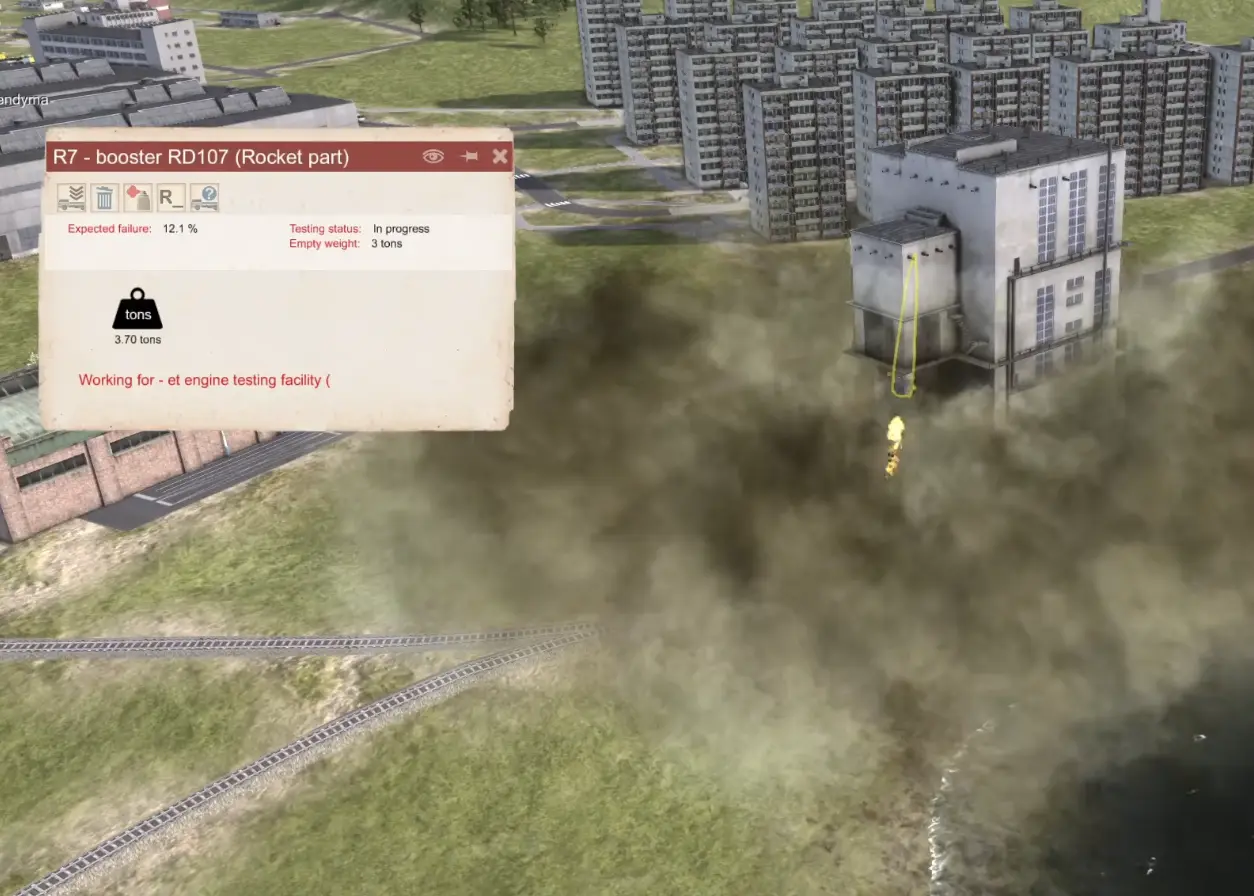 andyma
R7 - booster RD107 (Rocket part)
R_
?
Expected failure: 12.1 %
Testing status: In progress
Empty weight: 3 tons
tons
3.70 tons
Working for - et engine testing facility (